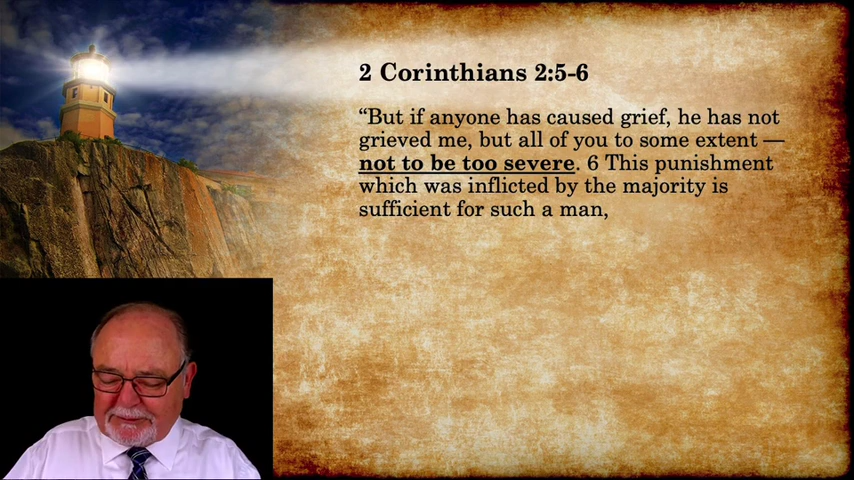 2 Corinthians 2:5-6
“But if anyone has caused grief, he has not
grieved me, but all of you to some extent —
not to be too severe. 6 This punishment
which was inflicted by the majority is
sufficient for such a man,